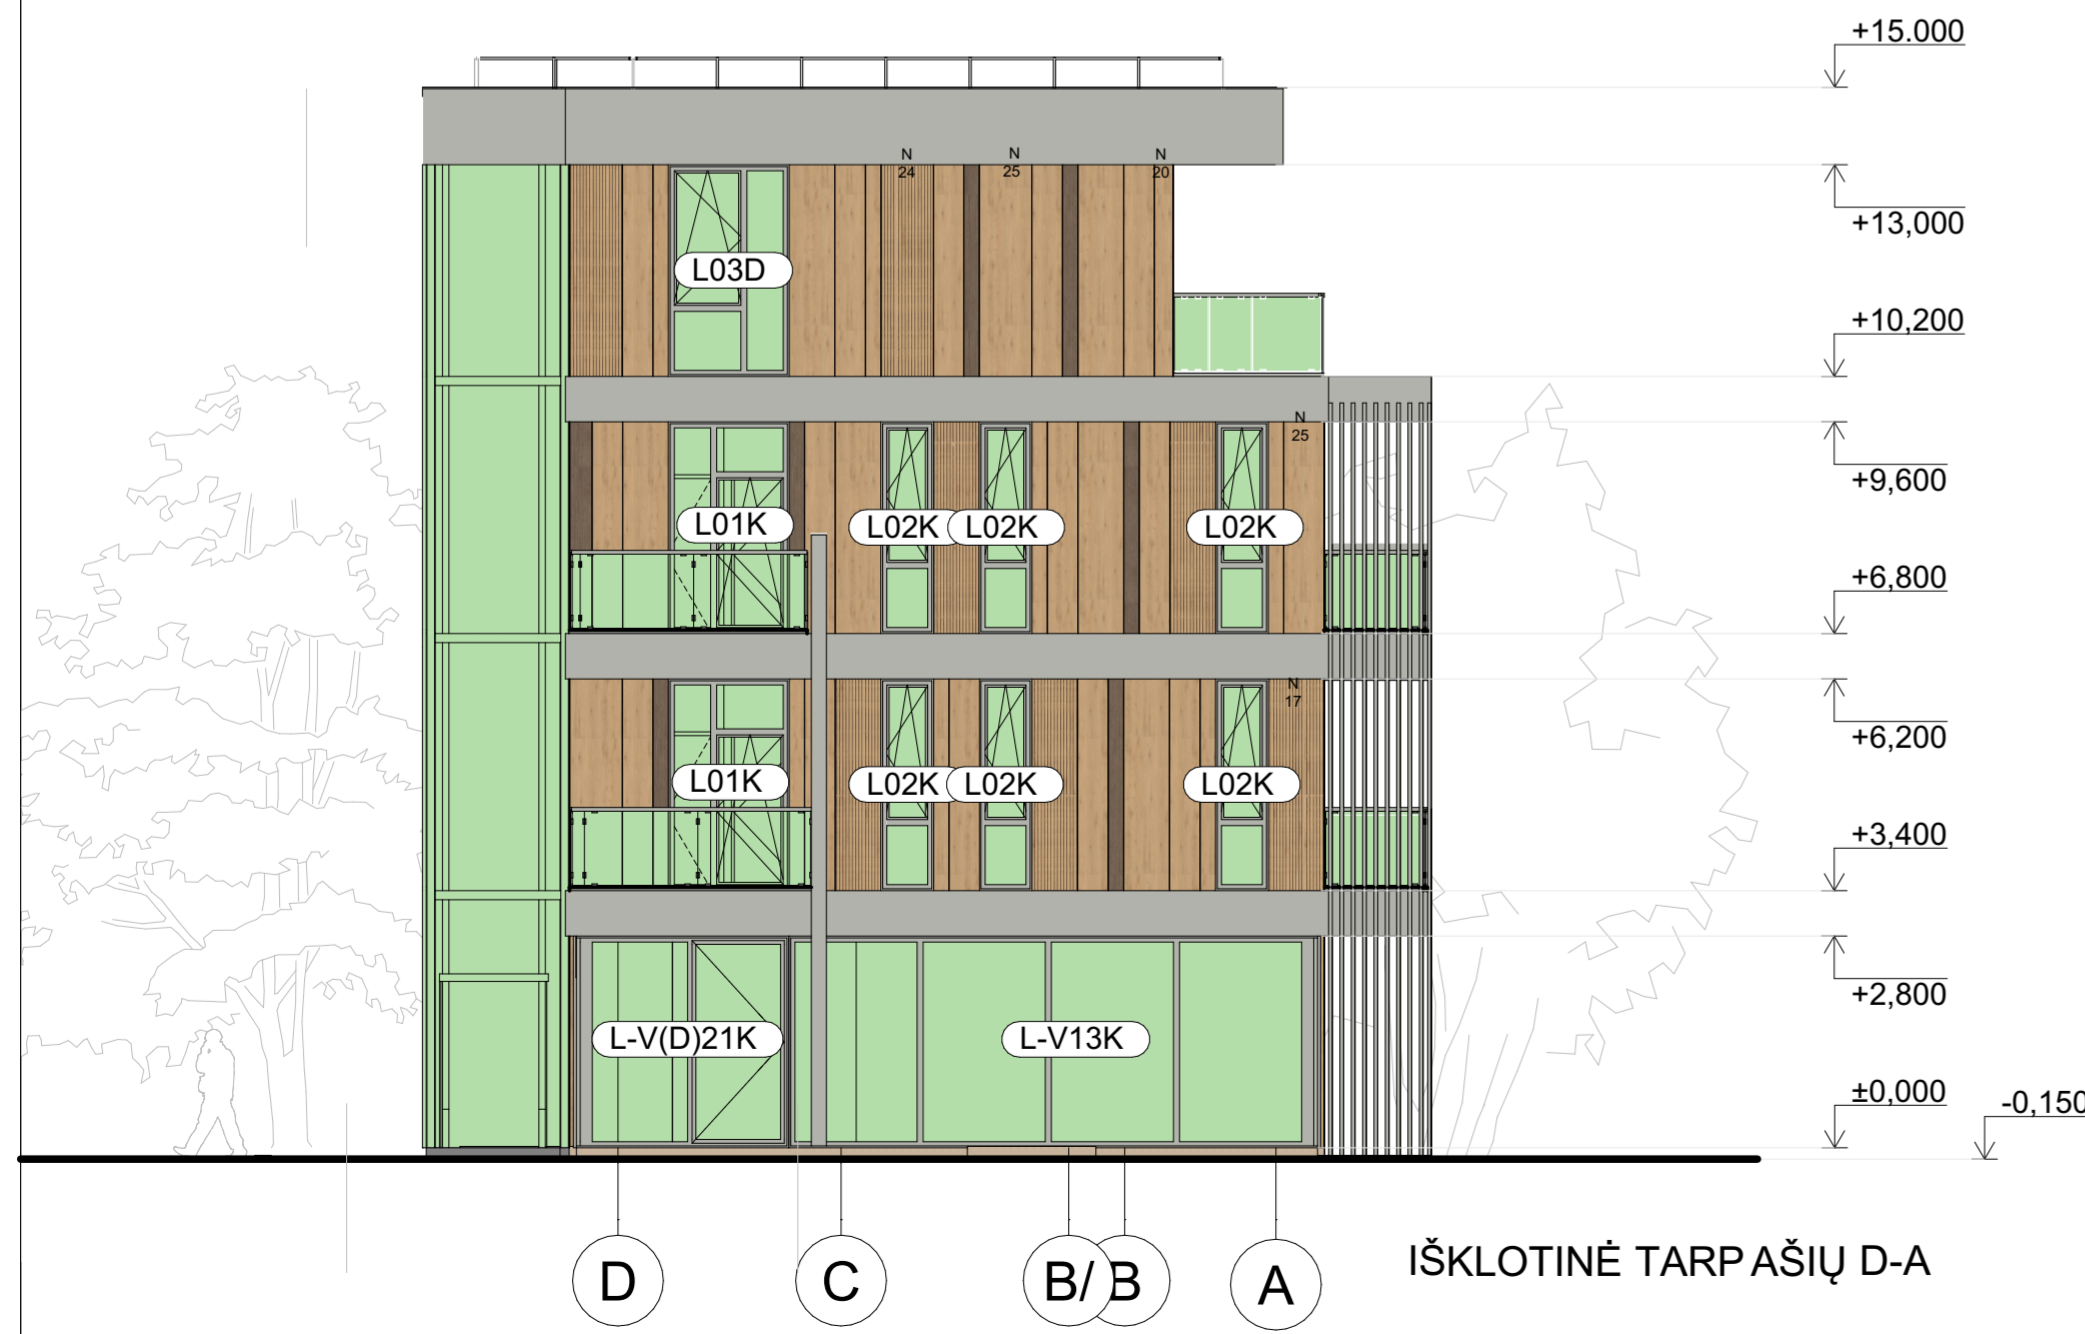 +15.000
N N N
24 25 20
+13,000
L03D
+10,200
N
25
+9,600
L01K L02K L02K L02K
+6,800
N
17
+6,200
L01K L02K L02K L02K
+3,400
+2,800
L-V(D)21K L-V13K
±0,000 -0,150
D C B/ B A
IŠKLOTINĖ TARP AŠIŲ D-A